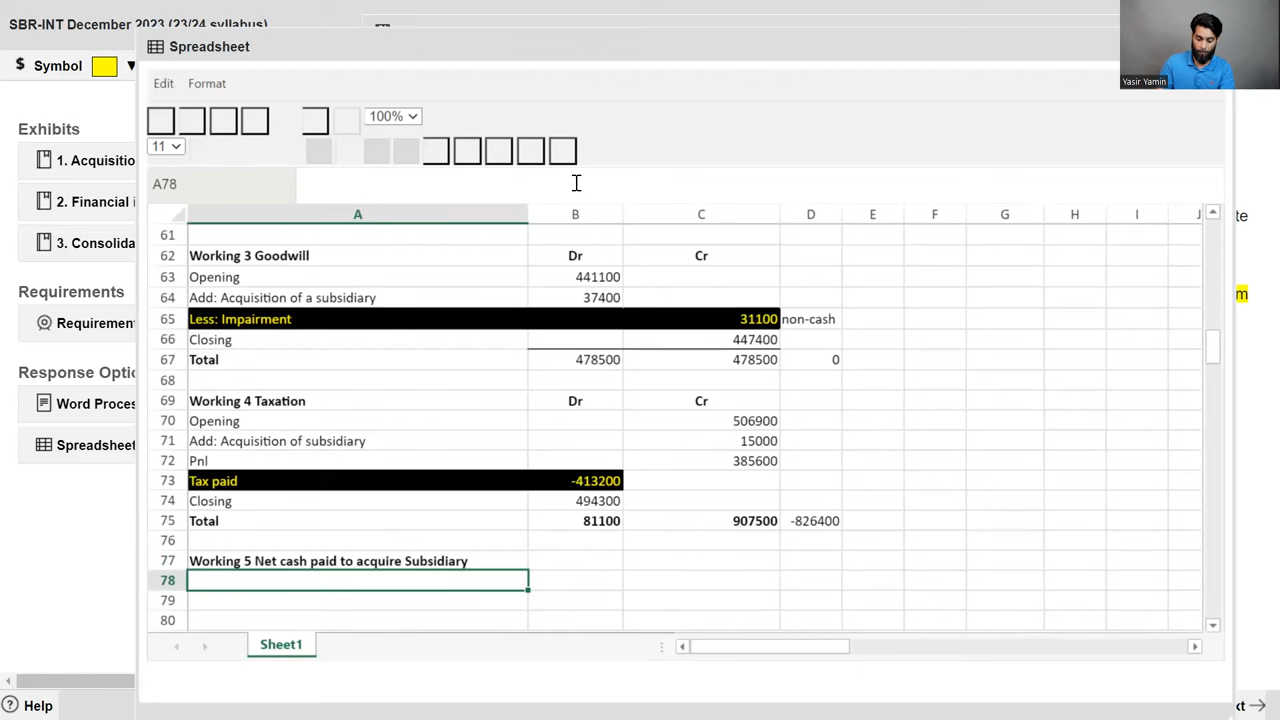 SBR-INT December 2023 (23/24 syllabus)
Spreadsheet
Yasir Yamin
$ Symbol
Edit Format
100%
11
A78
Exhibits
1. Acquisitio
2. Financial i
3. Consolida
Requirements
Requirement
Response Optio
Word Proces
Spreadsheet
A B C D E F G H I J
61
62 Working 3 Goodwill Dr Cr
63 Opening 441100
64 Add: Acquisition of a subsidiary 37400
65 Less: Impairment 31100 non-cash
66 Closing 447400
67 Total 478500 478500 0
68
69 Working 4 Taxation Dr Cr
70 Opening 506900
71 Add: Acquisition of subsidiary 15000
72 Pnl 385600
73 Tax paid -413200
74 Closing 494300
75 Total 81100 907500 -826400
76
77 Working 5 Net cash paid to acquire Subsidiary
78
79
80
te
m
Sheet1
Help
xt